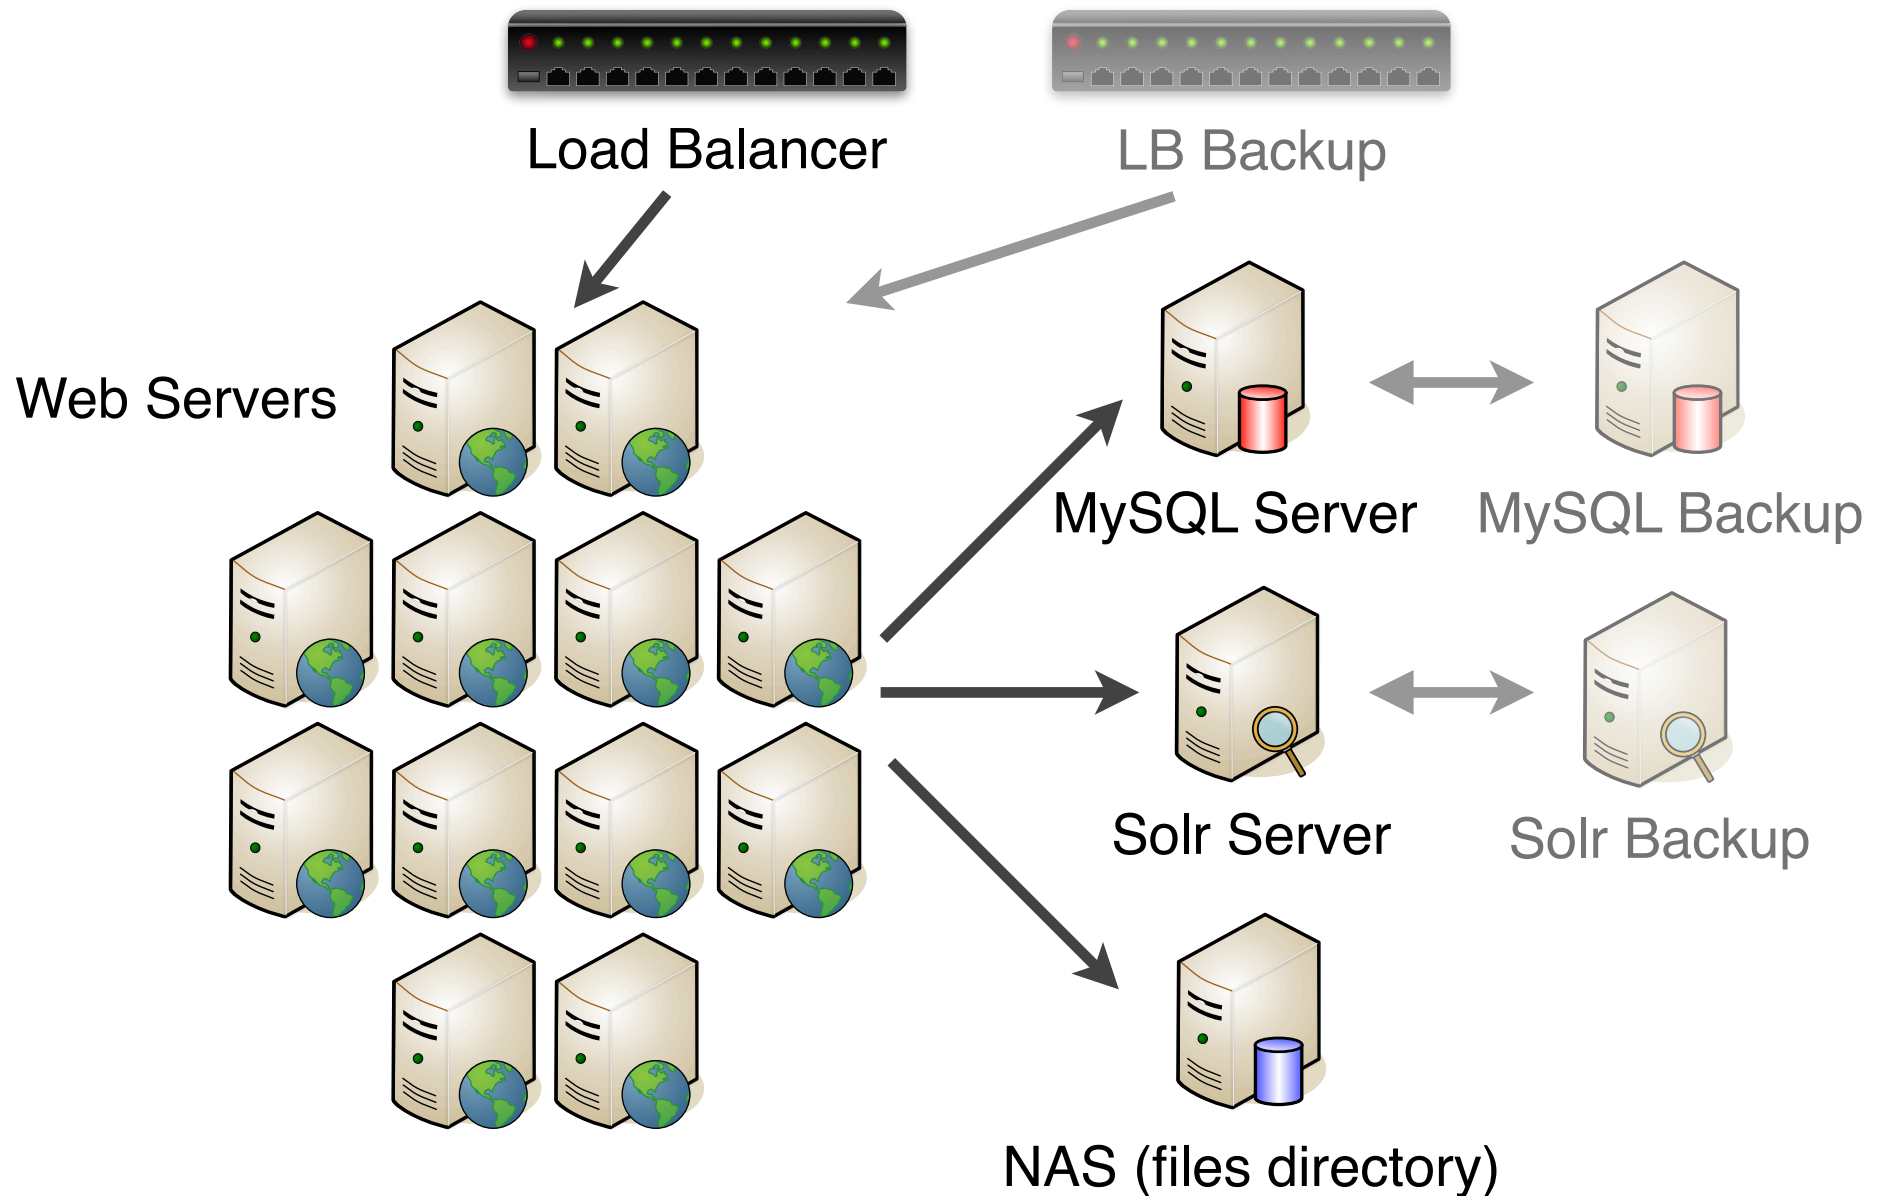 Load Balancer
LB Backup
Web Servers
MySQL Server
MySQL Backup
Solr Server
Solr Backup
NAS (files directory)